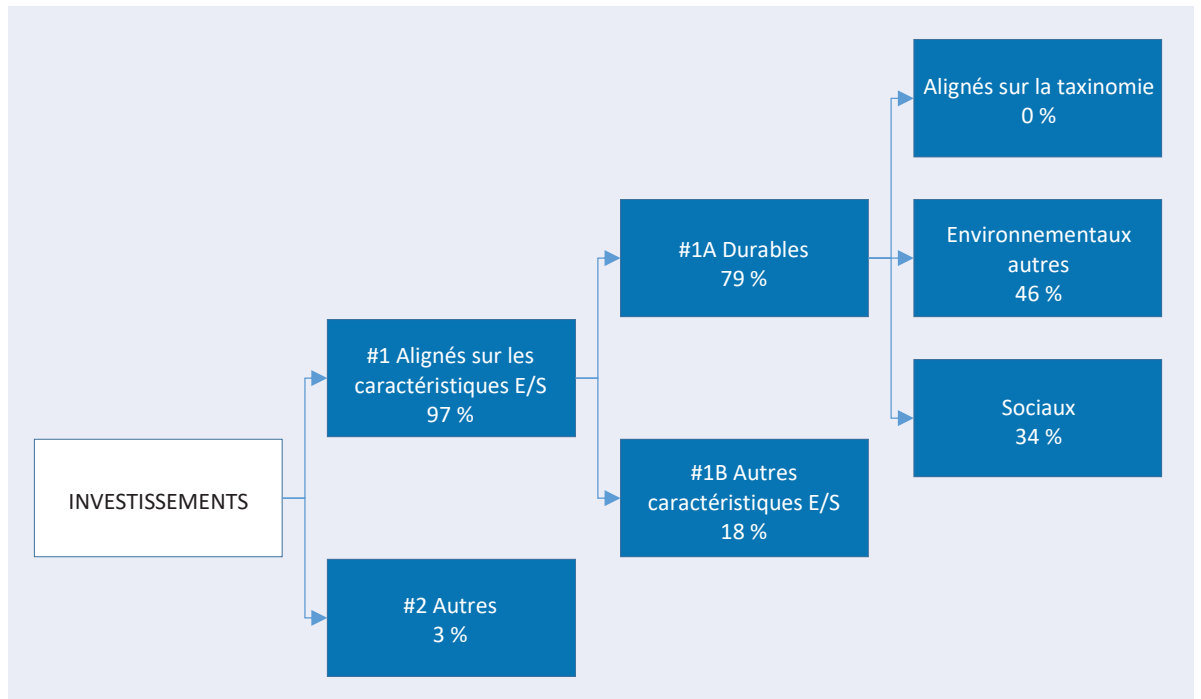 INVESTISSEMENTS
#1 Alignés sur les
caractéristiques E/S
97 %
#2 Autres
3 %
#1A Durables
79 %
#1B Autres
caractéristiques E/S
18 %
Alignés sur la taxinomie
0 %
Environnementaux
autres
46 %
Sociaux
34 %